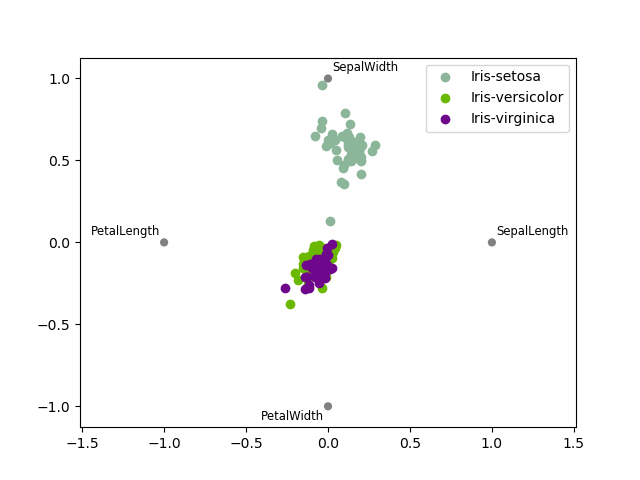 SepalWidth
Iris-setosa
Iris-versicolor
Iris-virginica
PetalLength
SepalLength
PetalWidth
1.0
0.5
0.0
−0.5
−1.0
−1.5
−1.0
−0.5
0.0
0.5
1.0
1.5